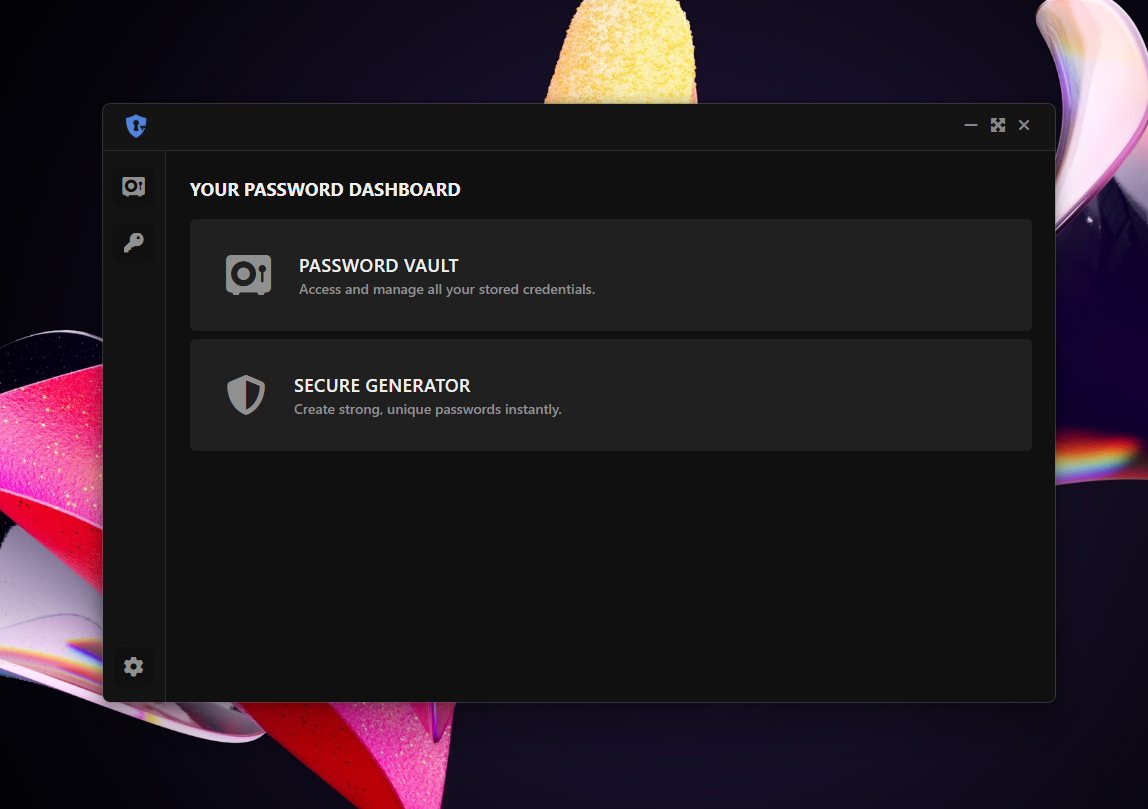 YOUR PASSWORD DASHBOARD
PASSWORD VAULT
Access and manage all your stored credentials.
SECURE GENERATOR
Create strong, unique passwords instantly.